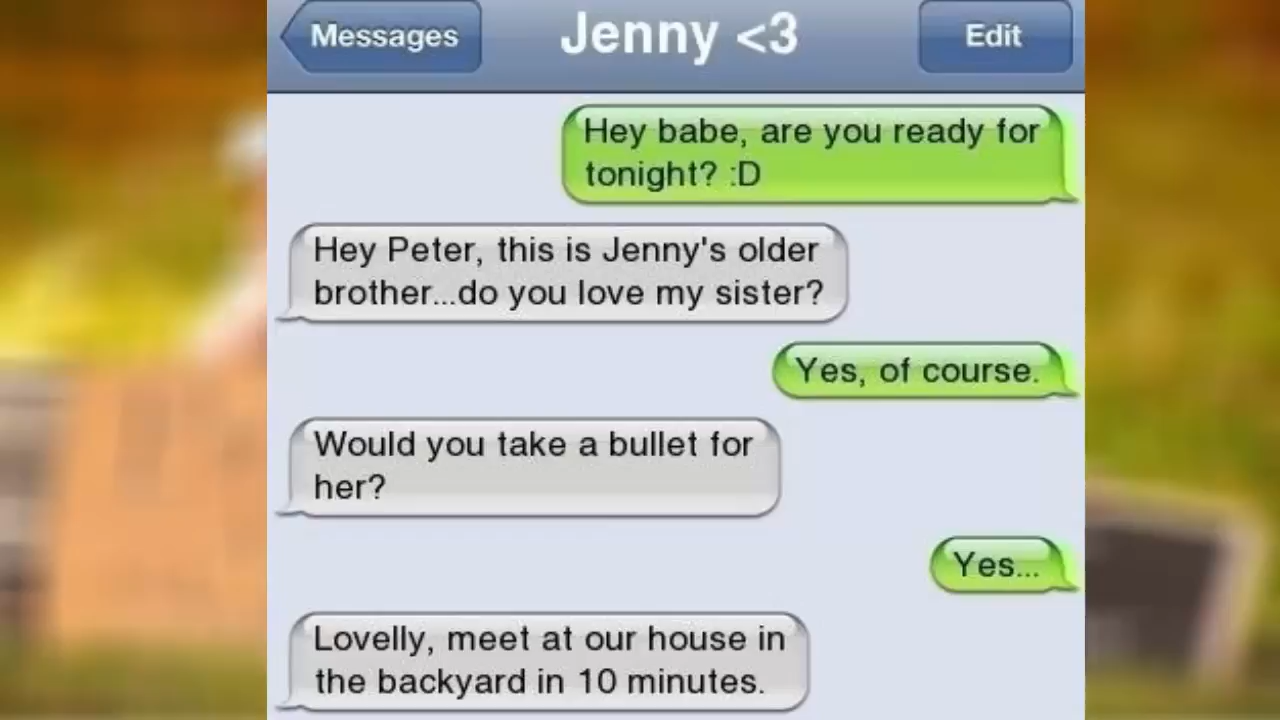 Messages
Jenny <3
Edit
Hey babe, are you ready for
tonight? :D
Hey Peter, this is Jenny's older
brother...do you love my sister?
Yes, of course.
Would you take a bullet for
her?
Yes...
Lovelly, meet at our house in
the backyard in 10 minutes.